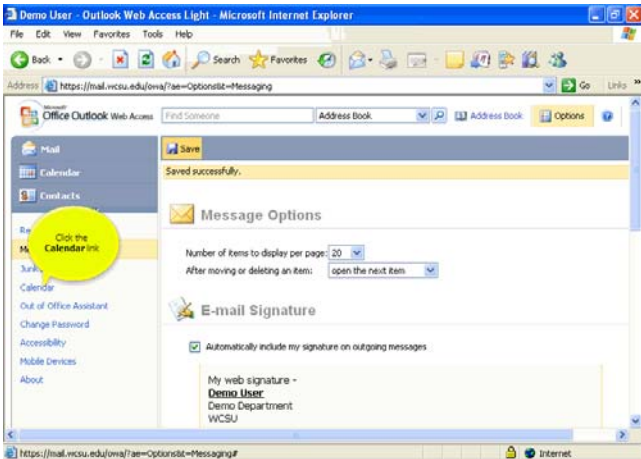 Demo User - Outlook Web Access Light - Microsoft Internet Explorer
File Edit View Favorites Tools Help
Back Search Favorites
Address https://mail.wcsu.edu/owa/?ae=Options&t=Messaging Go Links »
Microsoft
Office Outlook Web Access Find Someone Address Book Address Book Options
Mail Save
Calendar Saved successfully.
Contacts
Message Options
Click the
Calendar link
Number of items to display per page: 20
After moving or deleting an item: open the next item
Calendar
Out of Office Assistant
E-mail Signature
Change Password
Accessibility
Automatically include my signature on outgoing messages
Mobile Devices
About
My web signature ~
Demo User
Demo Department
WCSU
https://mail.wcsu.edu/owa/?ae=Options&t=Messaging# Internet